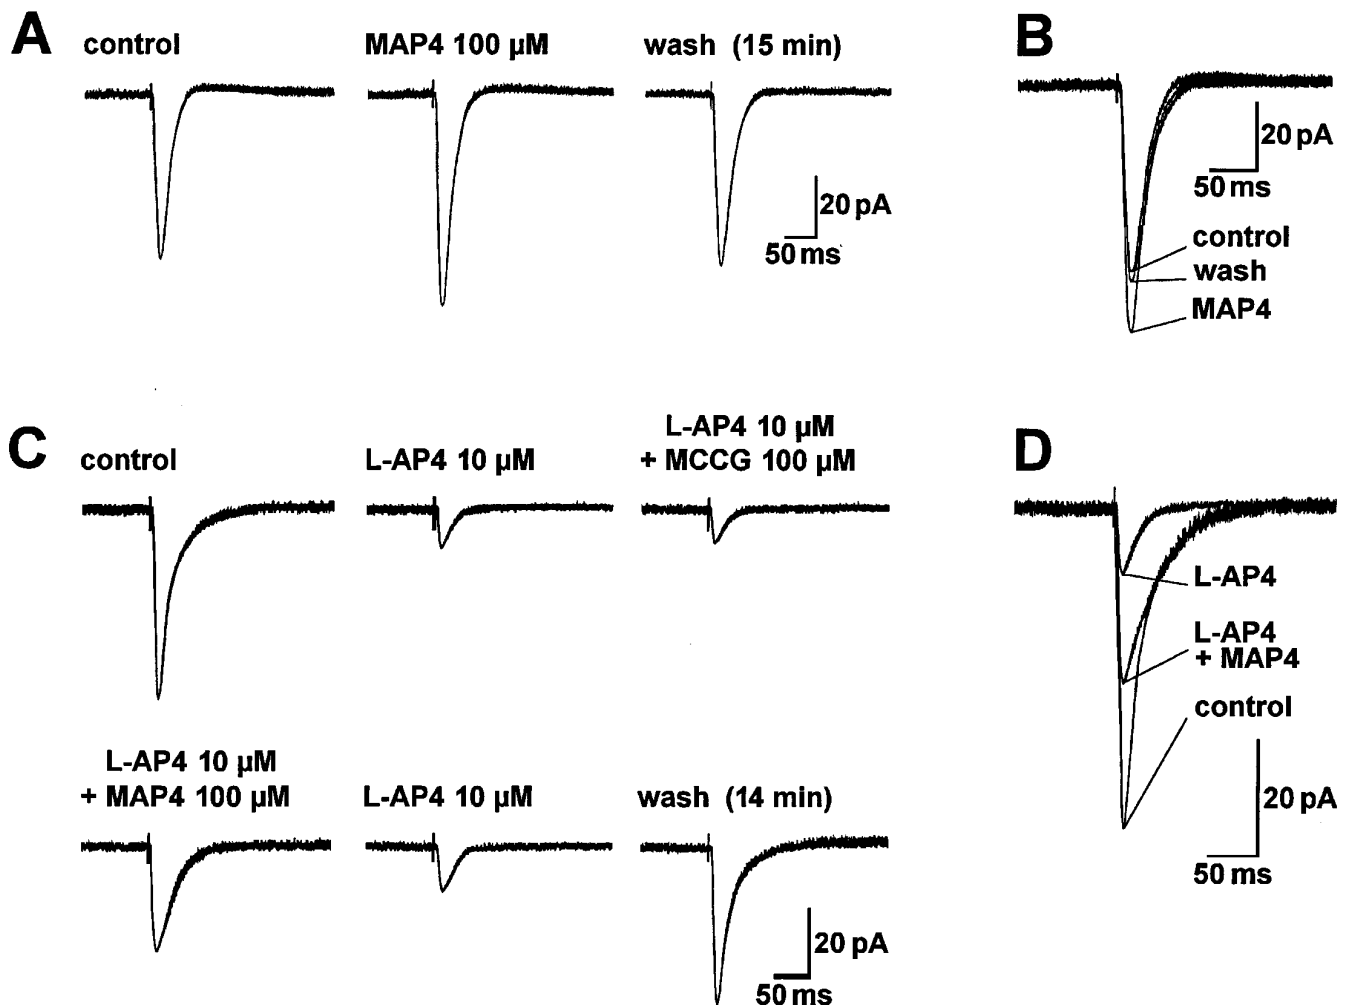 A
control
MAP4 100 µM
wash (15 min)
20 pA
50 ms
B
20 pA
50 ms
control
wash
MAP4
C
control
L-AP4 10 µM
L-AP4 10 µM
+ MCCG 100 µM
L-AP4 10 µM
+ MAP4 100 µM
L-AP4 10 µM
wash (14 min)
20 pA
50 ms
D
L-AP4
L-AP4
+ MAP4
control
20 pA
50 ms